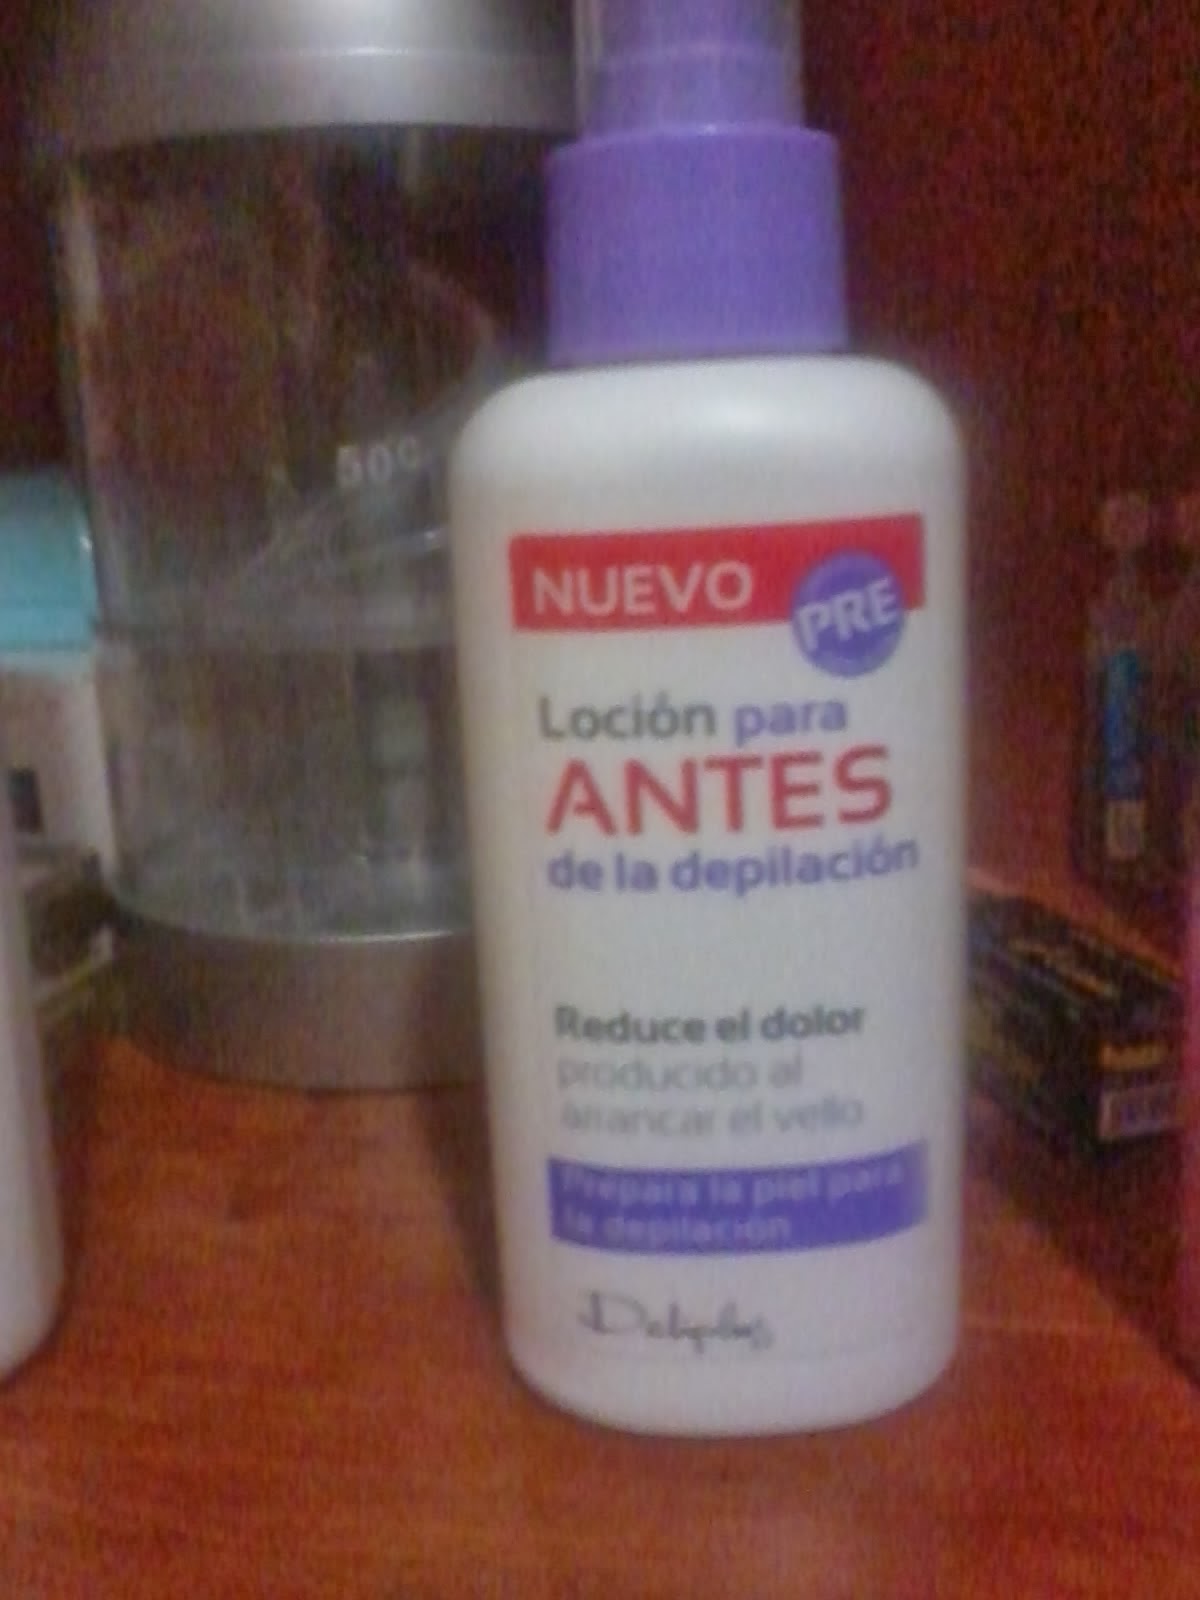 NUEVO
PRE
Loción para
ANTES
de la depilación
Reduce el dolor
producido al
arrancar el vello
Prepara la piel para
la depilación
Deliplus